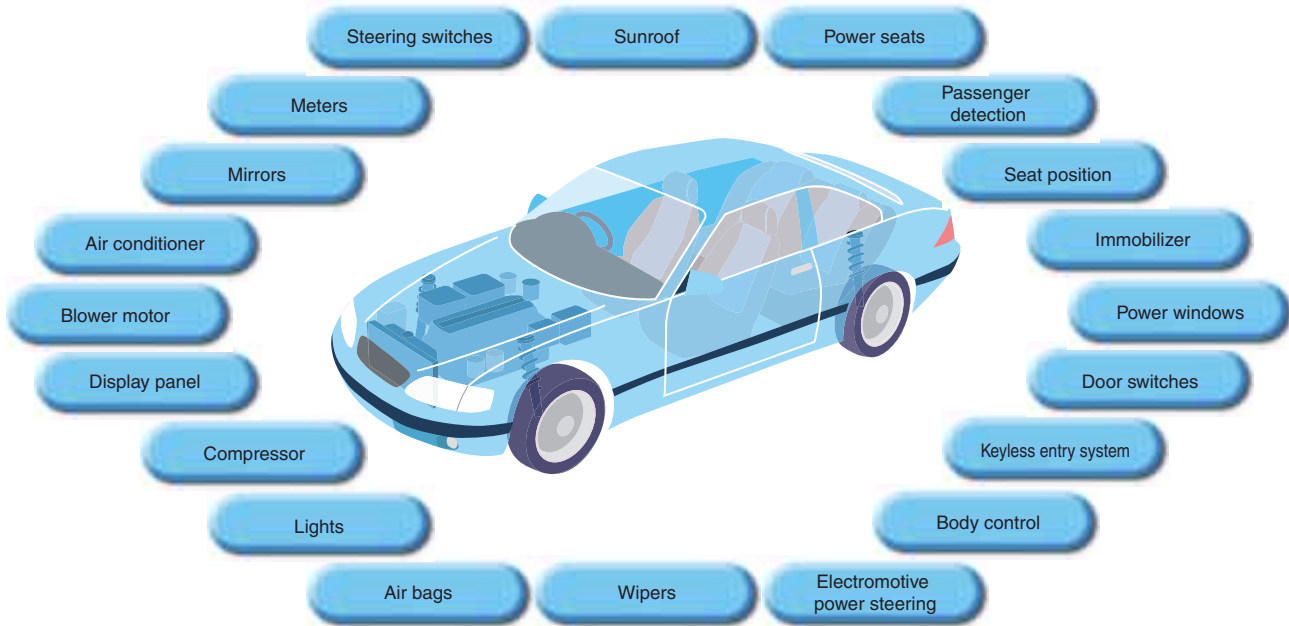 Steering switches
Sunroof
Power seats
Meters
Passenger
detection
Mirrors
Seat position
Air conditioner
Immobilizer
Blower motor
Power windows
Display panel
Door switches
Compressor
Keyless entry system
Lights
Body control
Air bags
Wipers
Electromotive
power steering